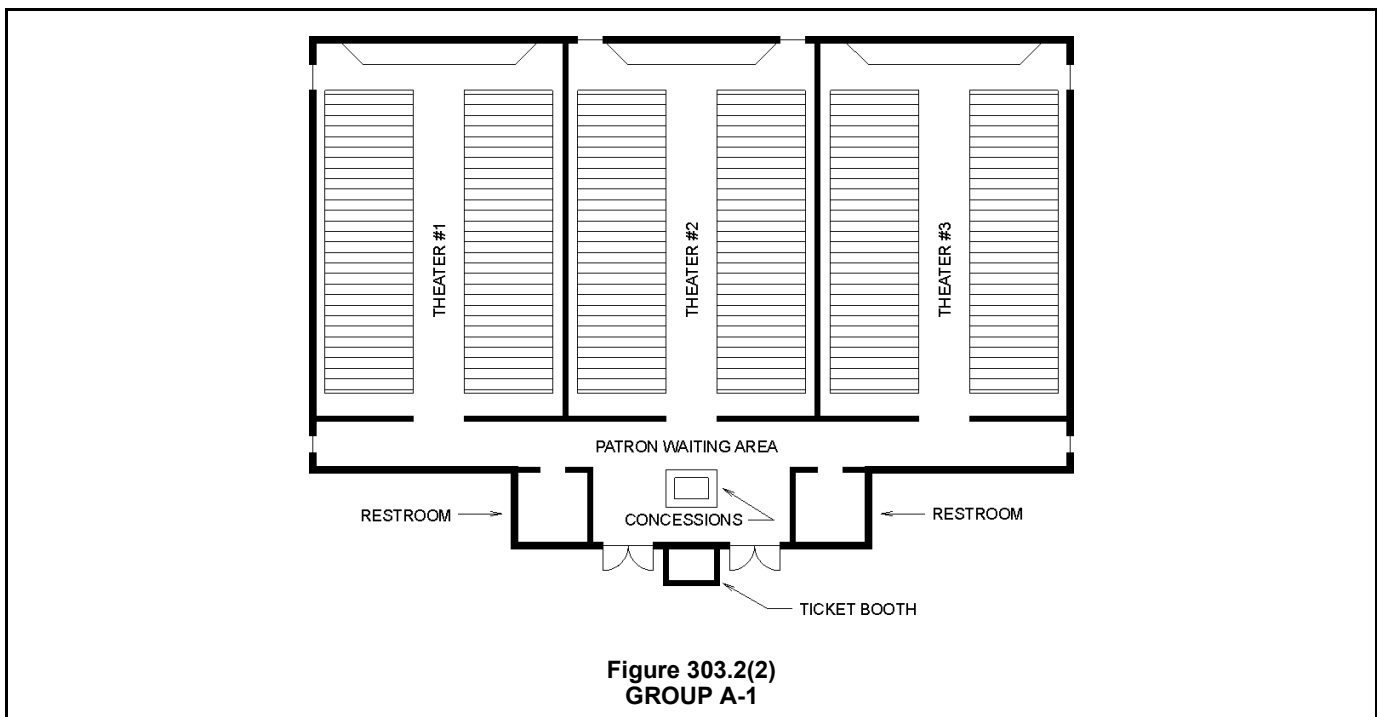 THEATER #1
THEATER #2
THEATER #3
PATRON WAITING AREA
RESTROOM
CONCESSIONS
RESTROOM
TICKET BOOTH
Figure 303.2(2)
GROUP A-1